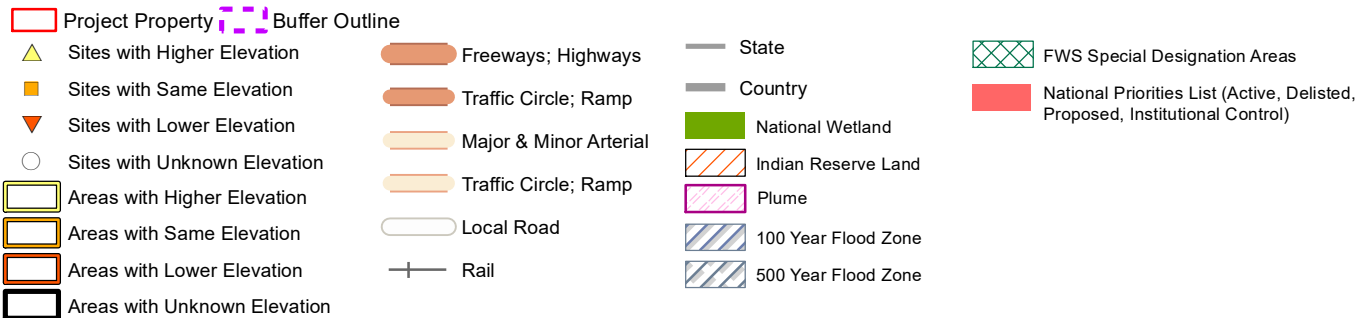 Project Property
Buffer Outline
Sites with Higher Elevation
Sites with Same Elevation
Sites with Lower Elevation
Sites with Unknown Elevation
Areas with Higher Elevation
Areas with Same Elevation
Areas with Lower Elevation
Areas with Unknown Elevation
Freeways; Highways
Traffic Circle; Ramp
Major & Minor Arterial
Traffic Circle; Ramp
Local Road
Rail
State
Country
National Wetland
Indian Reserve Land
Plume
100 Year Flood Zone
500 Year Flood Zone
FWS Special Designation Areas
National Priorities List (Active, Delisted,
Proposed, Institutional Control)